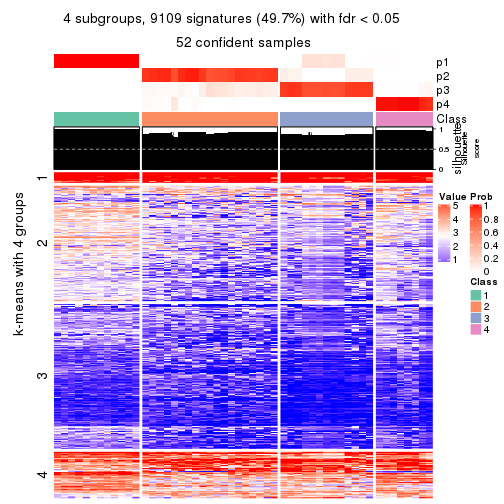 4 subgroups, 9109 signatures (49.7%) with fdr < 0.05
52 confident samples
p1
p2
p3
p4
Class
1
0.5
0
silhouette
Silhouette
score
k-means with 4 groups
1
2
3
4
Value
5
4
3
2
1
Prob
1
0.8
0.6
0.4
0.2
0
Class
1
2
3
4